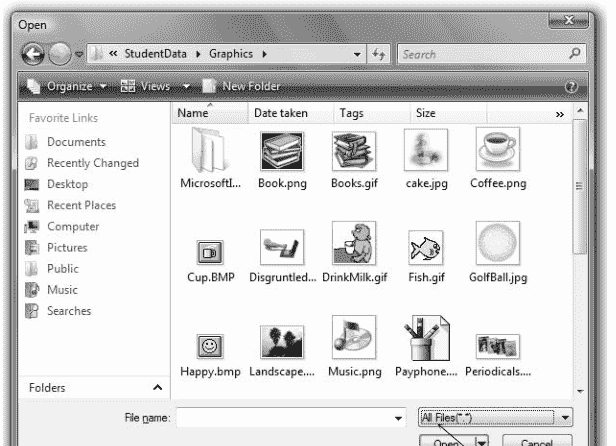 Open
« StudentData Graphics
Search
Organize Views New Folder
Favorite Links
Documents
Recently Changed
Desktop
Recent Places
Computer
Pictures
Public
Music
Searches
Folders
Name Date taken Tags Size »
MicrosoftI... Book.png Books.gif cake.jpg Coffee.png
Cup.BMP Disgruntled... DrinkMilk.gif Fish.gif GolfBall.jpg
Happy.bmp Landscape.... Music.png Payphone.... Periodicals....
File name: All Files(*.*)
Open Cancel